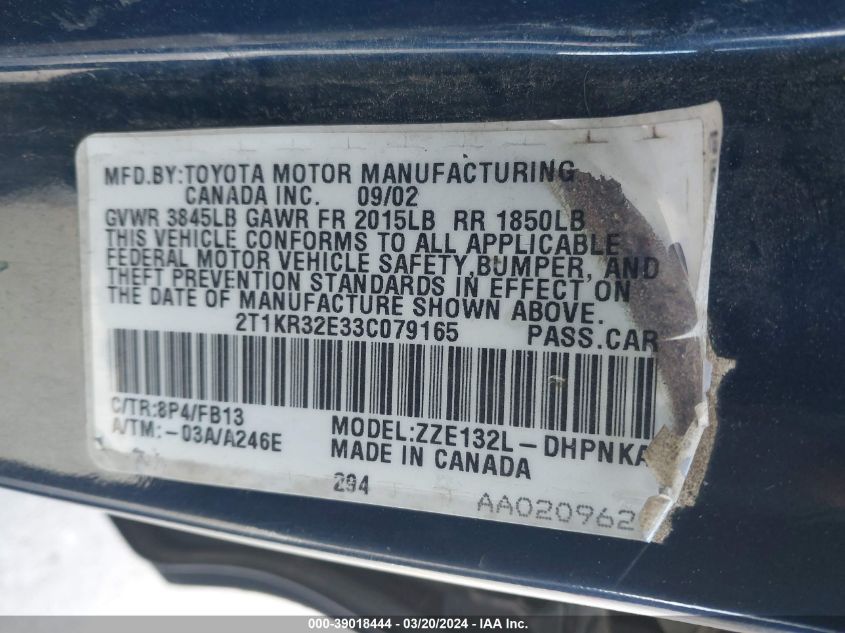 MFD.BY:TOYOTA MOTOR MANUFACTURING
CANADA INC. 09/02
GVWR 3845LB GAWR FR 2015LB RR 1850LB
THIS VEHICLE CONFORMS TO ALL APPLICABLE
FEDERAL MOTOR VEHICLE SAFETY,BUMPER, AND
THEFT PREVENTION STANDARDS IN EFFECT ON
THE DATE OF MANUFACTURE SHOWN ABOVE.
2T1KR32E33C079165 PASS.CAR
C/TR:8P4/FB13
A/TM:-03A/A246E
MODEL:ZZE132L-DHPNKA
MADE IN CANADA
294
AA020962
000-39018444 - 03/20/2024 - IAA Inc.